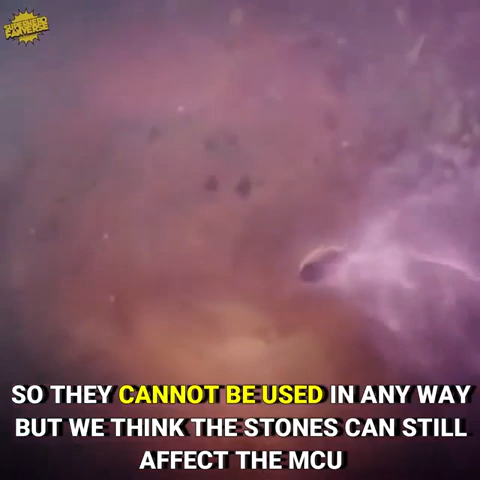 SUPERHERO
FANVERSE
SO THEY CANNOT BE USED IN ANY WAY
BUT WE THINK THE STONES CAN STILL
AFFECT THE MCU